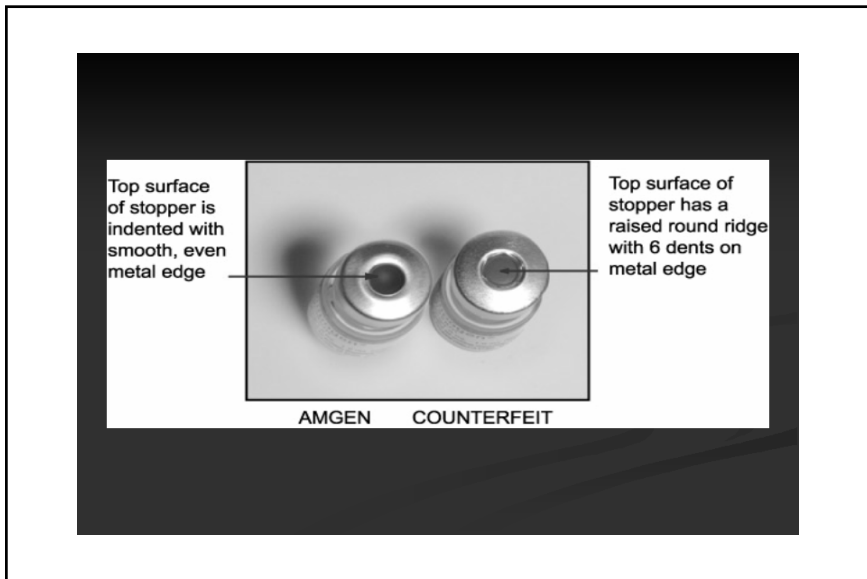 Top surface
of stopper is
indented with
smooth, even
metal edge
Top surface of
stopper has a
raised round ridge
with 6 dents on
metal edge
AMGEN
COUNTERFEIT